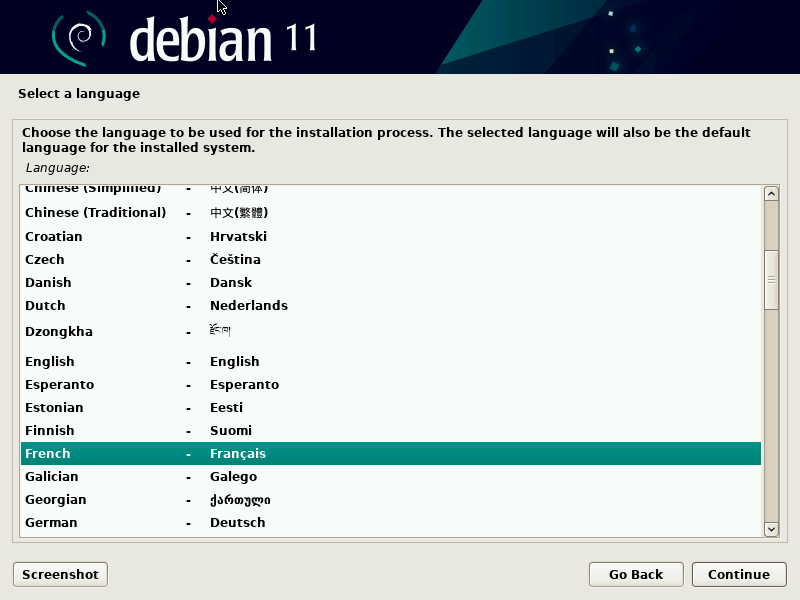 debian 11
Select a language
Choose the language to be used for the installation process. The selected language will also be the default
language for the installed system.
Language:
Chinese (Simplified) - 中文(简体)
Chinese (Traditional) - 中文(繁體)
Croatian - Hrvatski
Czech - Čeština
Danish - Dansk
Dutch - Nederlands
Dzongkha - རྫོང་ཁ།
English - English
Esperanto - Esperanto
Estonian - Eesti
Finnish - Suomi
French - Français
Galician - Galego
Georgian - ქართული
German - Deutsch
Screenshot Go Back Continue